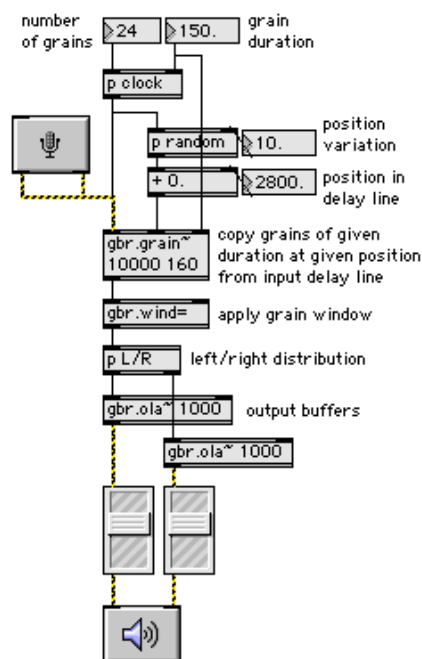 number
of grains
24
150.
grain
duration
p clock
p random
10.
position
variation
+ 0.
2800.
position in
delay line
gbr.grain~
10000 160
copy grains of given
duration at given position
from input delay line
gbr.wind=
apply grain window
p L/R
left/right distribution
gbr.ola~ 1000
output buffers
gbr.ola~ 1000